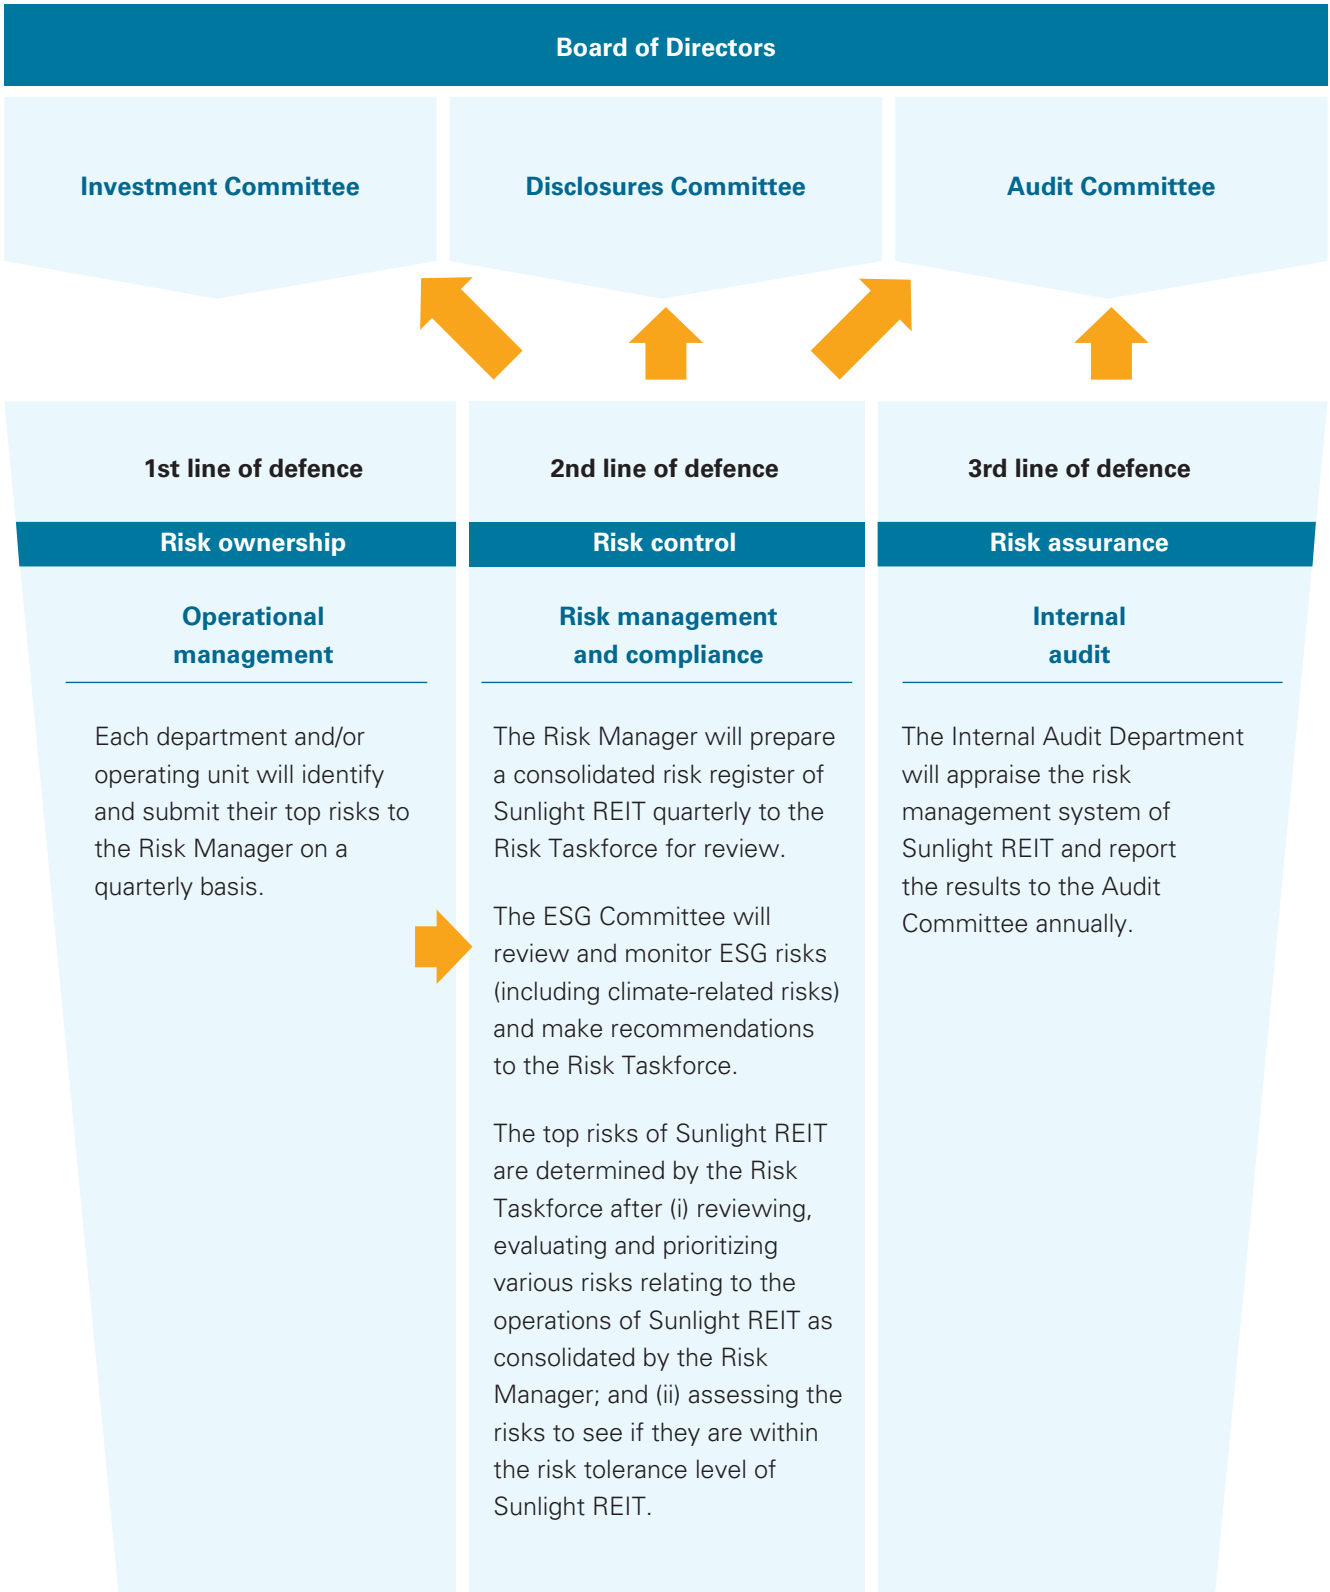 Board of Directors
Investment Committee
Disclosures Committee
Audit Committee
1st line of defence
Risk ownership
Operational
management
Each department and/or
operating unit will identify
and submit their top risks to
the Risk Manager on a
quarterly basis.
2nd line of defence
Risk control
Risk management
and compliance
The Risk Manager will prepare
a consolidated risk register of
Sunlight REIT quarterly to the
Risk Taskforce for review.
The ESG Committee will
review and monitor ESG risks
(including climate-related risks)
and make recommendations
to the Risk Taskforce.
The top risks of Sunlight REIT
are determined by the Risk
Taskforce after (i) reviewing,
evaluating and prioritizing
various risks relating to the
operations of Sunlight REIT as
consolidated by the Risk
Manager; and (ii) assessing the
risks to see if they are within
the risk tolerance level of
Sunlight REIT.
3rd line of defence
Risk assurance
Internal
audit
The Internal Audit Department
will appraise the risk
management system of
Sunlight REIT and report
the results to the Audit
Committee annually.